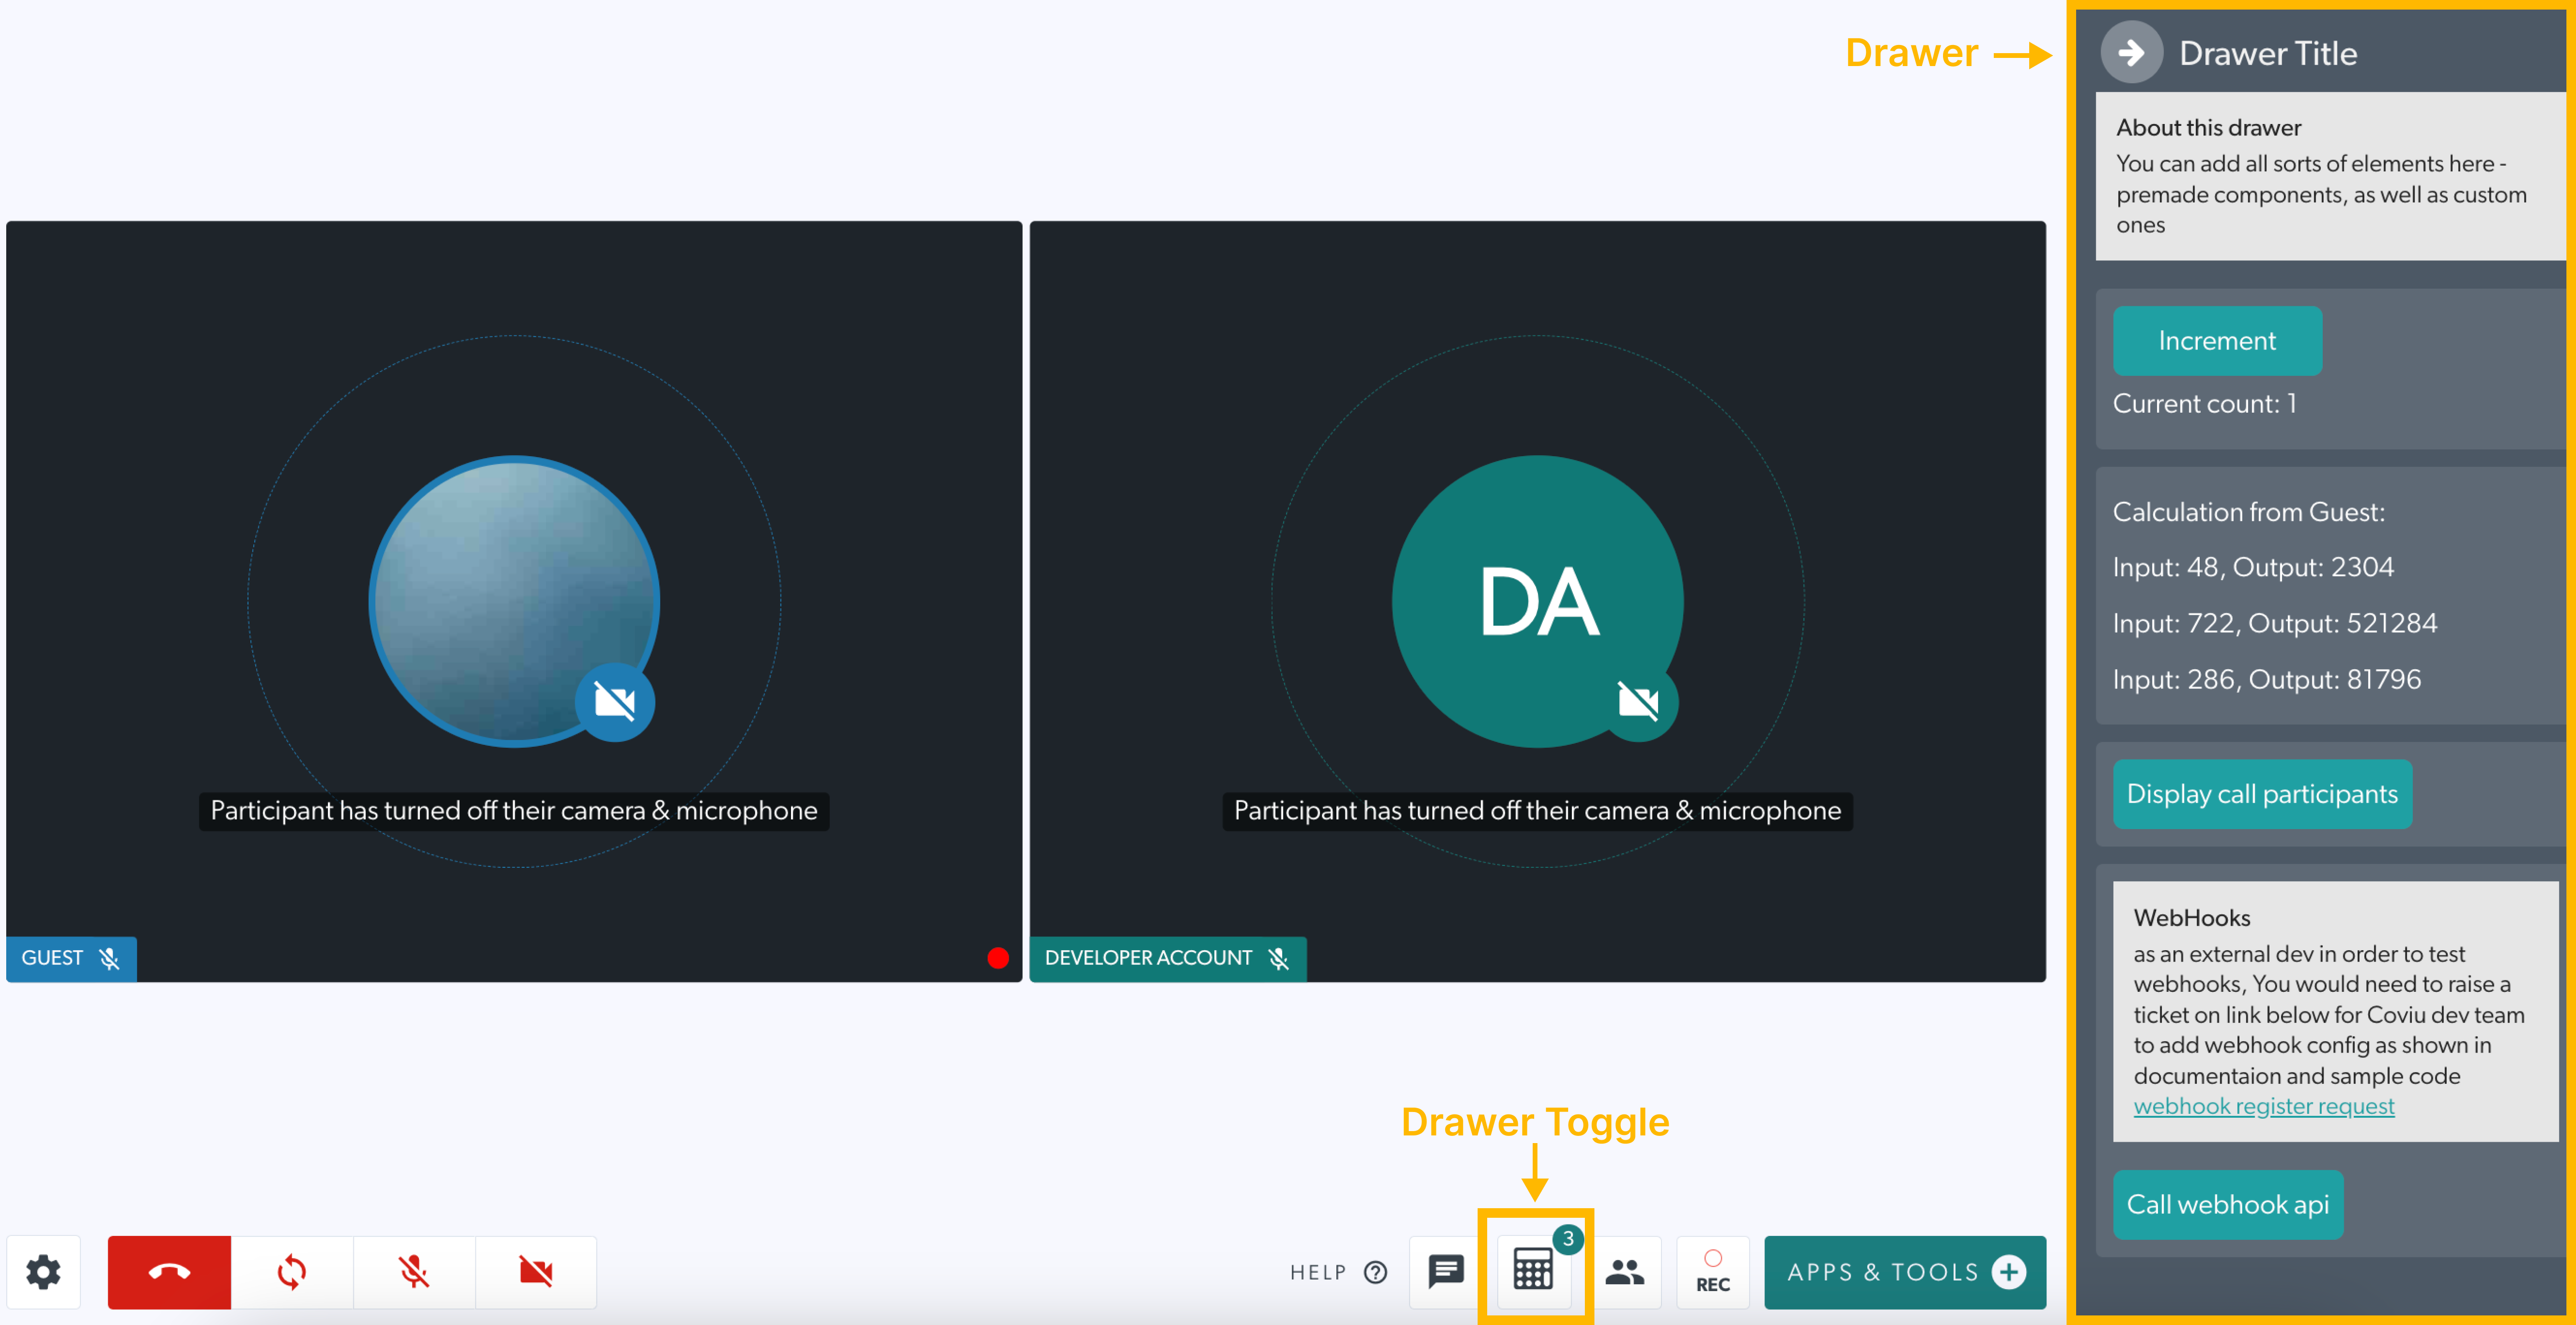 Drawer
Drawer Title
About this drawer
You can add all sorts of elements here -
premade components, as well as custom
ones
Increment
Current count: 1
Calculation from Guest:
Input: 48, Output: 2304
Input: 722, Output: 521284
Input: 286, Output: 81796
Display call participants
WebHooks
as an external dev in order to test
webhooks, You would need to raise a
ticket on link below for Coviu dev team
to add webhook config as shown in
documentaion and sample code
webhook register request
Call webhook api
Participant has turned off their camera & microphone
GUEST
DA
Participant has turned off their camera & microphone
DEVELOPER ACCOUNT
Drawer Toggle
HELP ?
3
REC
APPS & TOOLS +